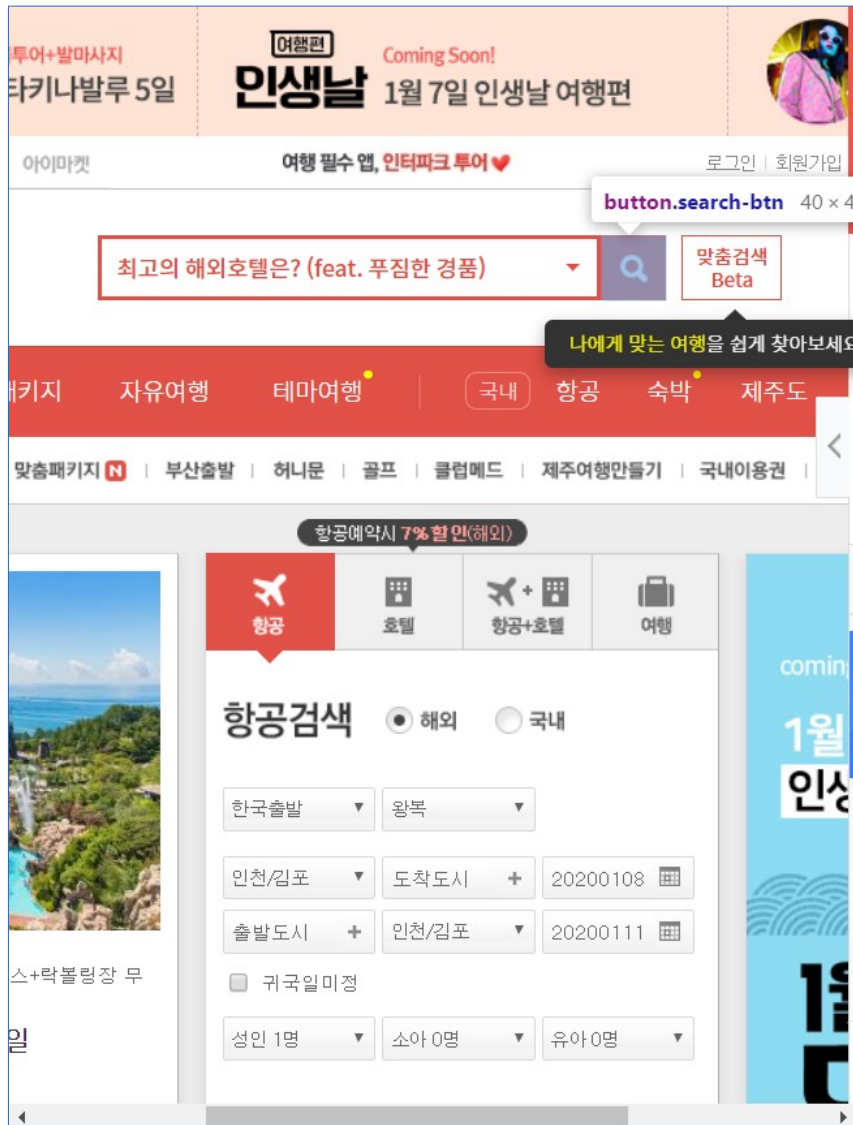 투어+발마사지
타키나발루 5일
여행편
인생날
Coming Soon!
1월 7일 인생날 여행편
아이마켓
여행 필수 앱, 인터파크 투어
로그인 | 회원가입
button.search-btn 40 × 4
최고의 해외호텔은? (feat. 푸짐한 경품)
맞춤검색
Beta
나에게 맞는 여행을 쉽게 찾아보세요
패키지 자유여행 테마여행 국내 항공 숙박 제주도
맞춤패키지 N | 부산출발 | 허니문 | 골프 | 클럽메드 | 제주여행만들기 | 국내이용권 |
항공예약시 7% 할인(해외)
항공 호텔 항공+호텔 여행
항공검색 해외 국내
한국출발 왕복
인천/김포 도착도시 + 20200108
출발도시 + 인천/김포 20200111
귀국일미정
성인 1명 소아 0명 유아 0명
스+락볼링장 무
일
coming
1월
인생
1월